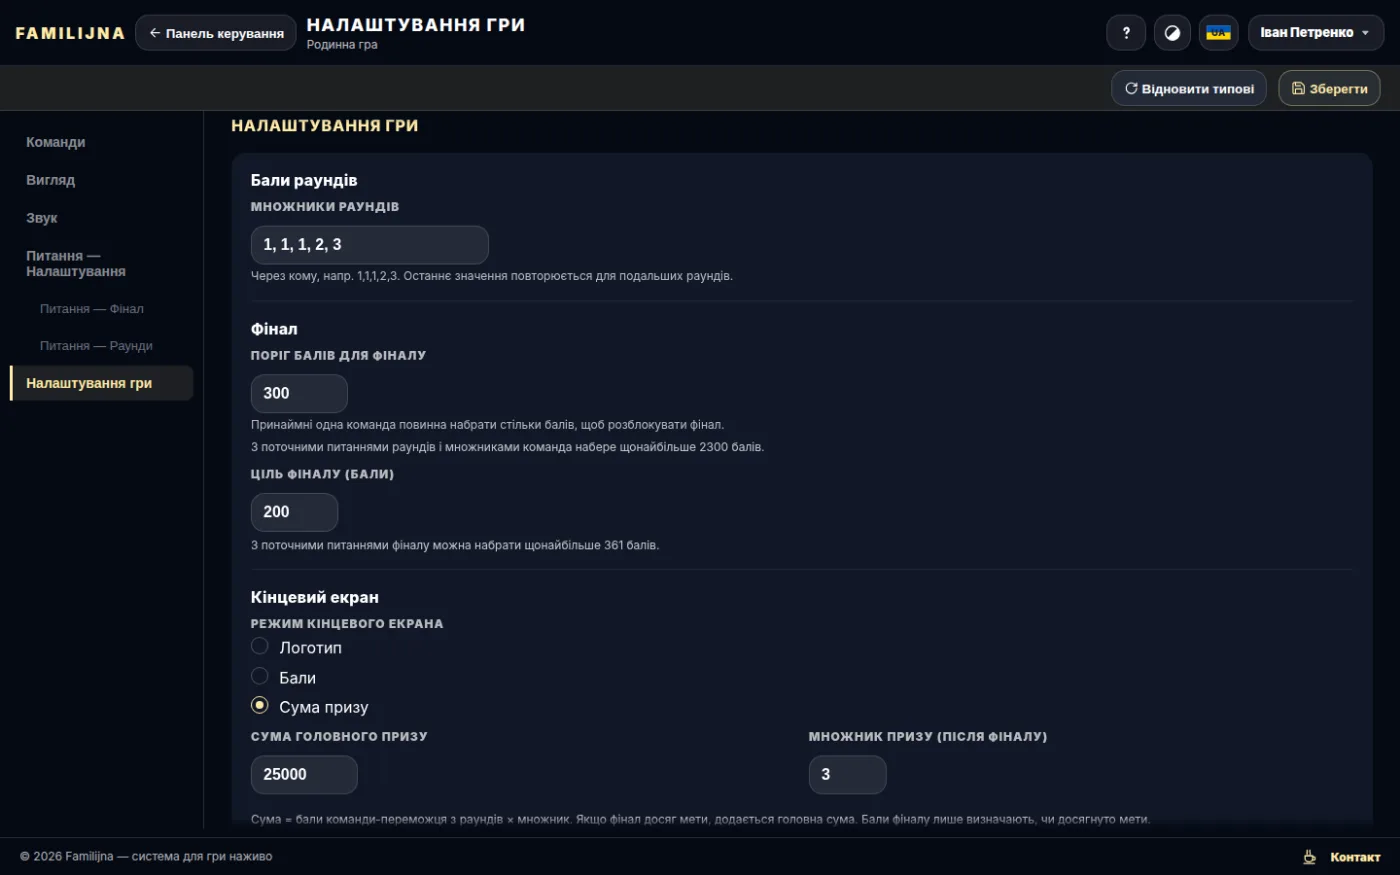 FAMILIJNA
← Панель керування
НАЛАШТУВАННЯ ГРИ
Родинна гра
?
UA
Іван Петренко
Відновити типові
Зберегти
Команди
Вигляд
Звук
Питання —
Налаштування
Питання — Фінал
Питання — Раунди
Налаштування гри
НАЛАШТУВАННЯ ГРИ
Бали раундів
МНОЖНИКИ РАУНДІВ
1, 1, 1, 2, 3
Через кому, напр. 1,1,1,2,3. Останнє значення повторюється для подальших раундів.
Фінал
ПОРІГ БАЛІВ ДЛЯ ФІНАЛУ
300
Принаймні одна команда повинна набрати стільки балів, щоб розблокувати фінал.
З поточними питаннями раундів і множниками команда набере щонайбільше 2300 балів.
ЦІЛЬ ФІНАЛУ (БАЛИ)
200
З поточними питаннями фіналу можна набрати щонайбільше 361 балів.
Кінцевий екран
РЕЖИМ КІНЦЕВОГО ЕКРАНА
Логотип
Бали
Сума призу
СУМА ГОЛОВНОГО ПРИЗУ
МНОЖНИК ПРИЗУ (ПІСЛЯ ФІНАЛУ)
25000
3
Сума = бали команди-переможця з раундів × множник. Якщо фінал досяг мети, додається головна сума. Бали фіналу лише визначають, чи досягнуто мети.
© 2026 Familijna — система для гри наживо
Контакт